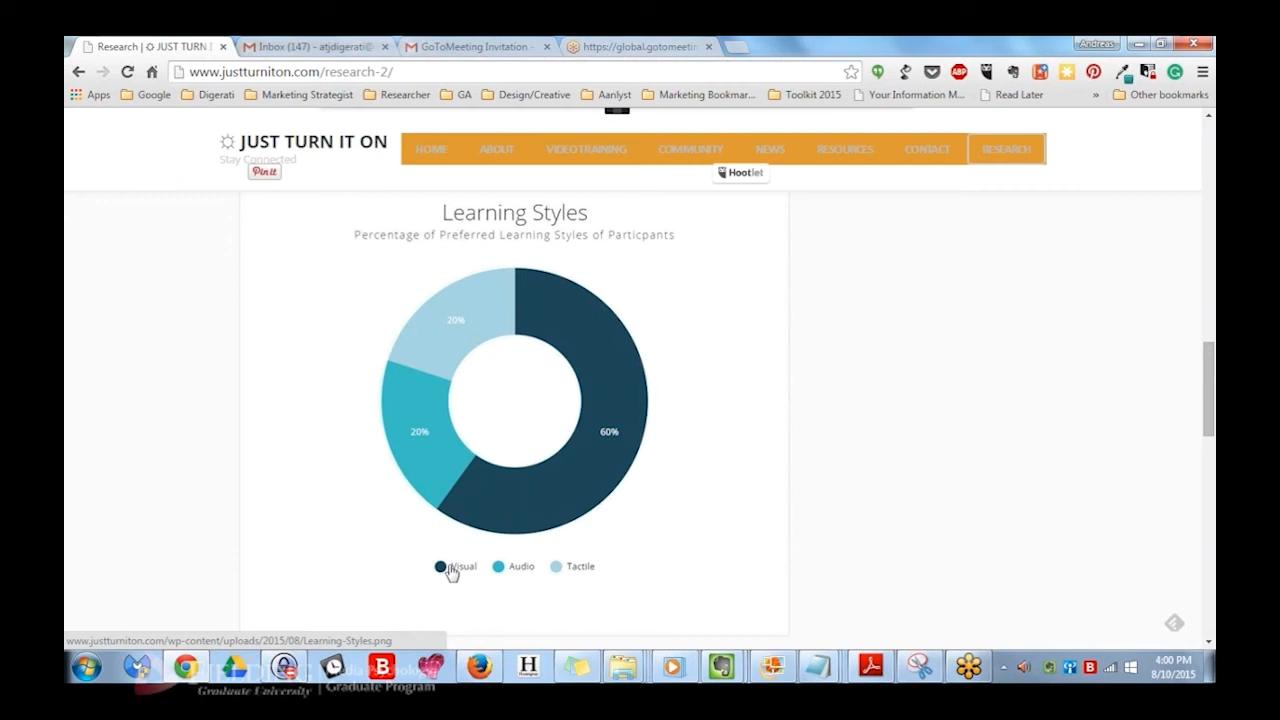 Research | JUST TURN I
Inbox (147) - atjdigerati@
GoToMeeting Invitation -
https://global.gotomeetin
Andreas
www.justturniton.com/research-2/
ABP
Apps
Google
Digerati
Marketing Strategist
Researcher
GA
Design/Creative
Aanlyst
Marketing Bookmar...
Toolkit 2015
Your Information M...
Read Later
»
Other bookmarks
JUST TURN IT ON
Stay Connected
Pin it
HOME
ABOUT
VIDEO TRAINING
COMMUNITY
NEWS
RESOURCES
CONTACT
RESEARCH
Hootlet
Learning Styles
Percentage of Preferred Learning Styles of Particpants
20%
20%
60%
Visual
Audio
Tactile
www.justturniton.com/wp-content/uploads/2015/08/Learning-Styles.png
4:00 PM
8/10/2015
Graduate University | Graduate Program